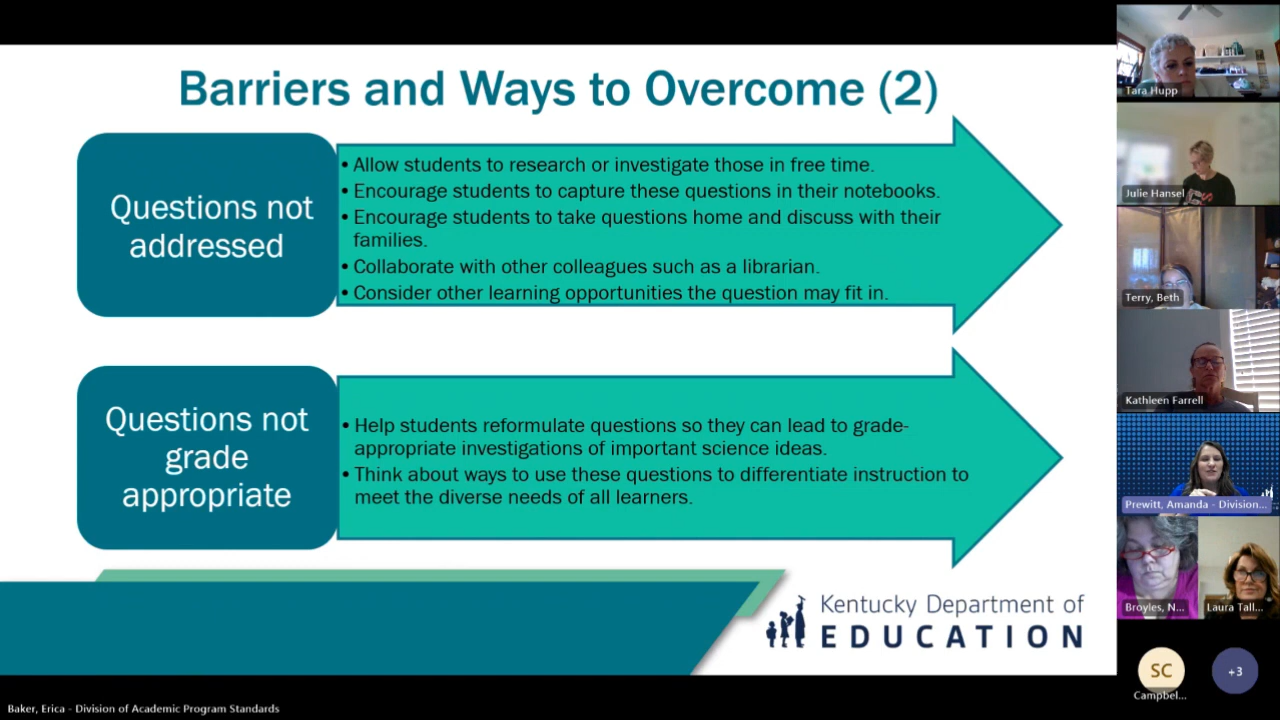 Barriers and Ways to Overcome (2)
Questions not
addressed
• Allow students to research or investigate those in free time.
• Encourage students to capture these questions in their notebooks.
• Encourage students to take questions home and discuss with their
families.
• Collaborate with other colleagues such as a librarian.
• Consider other learning opportunities the question may fit in.
Questions not
grade
appropriate
• Help students reformulate questions so they can lead to grade-
appropriate investigations of important science ideas.
• Think about ways to use these questions to differentiate instruction to
meet the diverse needs of all learners.
Kentucky Department of
EDUCATION
Baker, Erica - Division of Academic Program Standards
Tara Hupp
Julie Hansel
Terry, Beth
Kathleen Farrell
Prewitt, Amanda - Division...
Broyles, N...
Laura Tall...
SC
Campbel...
+3